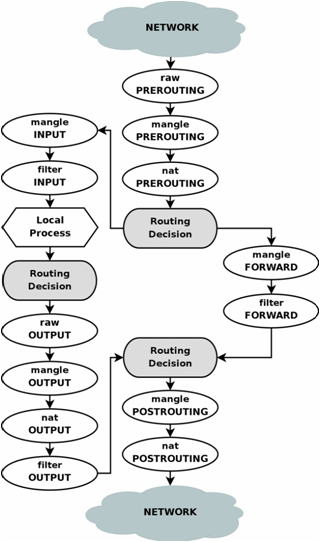 NETWORK
raw
PREROUTING
mangle
PREROUTING
nat
PREROUTING
Routing
Decision
mangle
INPUT
filter
INPUT
Local
Process
Routing
Decision
raw
OUTPUT
mangle
OUTPUT
nat
OUTPUT
filter
OUTPUT
mangle
FORWARD
filter
FORWARD
Routing
Decision
mangle
POSTROUTING
nat
POSTROUTING
NETWORK